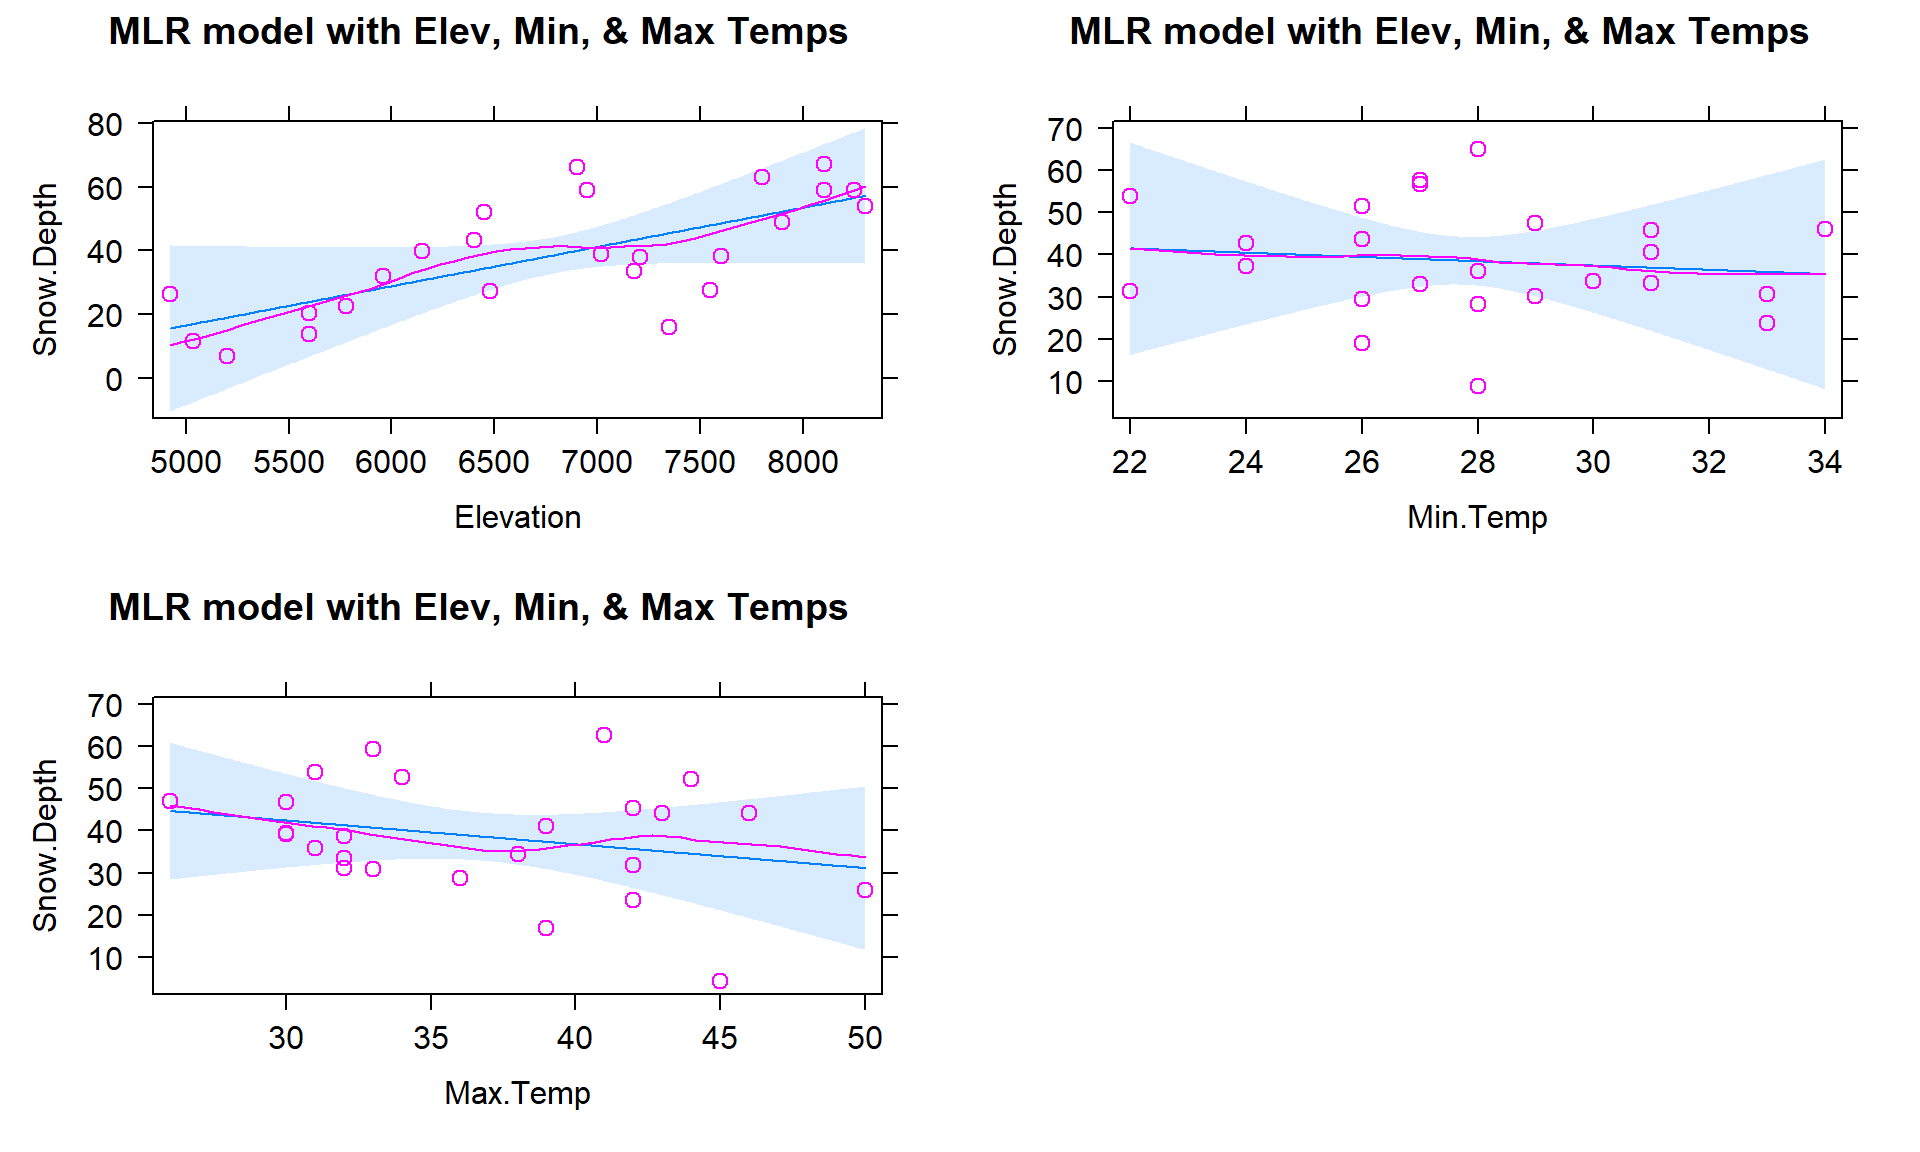 MLR model with Elev, Min, & Max Temps
Snow.Depth
80
60
40
20
0
5000 5500 6000 6500 7000 7500 8000
Elevation
MLR model with Elev, Min, & Max Temps
Snow.Depth
70
60
50
40
30
20
10
22 24 26 28 30 32 34
Min.Temp
MLR model with Elev, Min, & Max Temps
Snow.Depth
70
60
50
40
30
20
10
30 35 40 45 50
Max.Temp